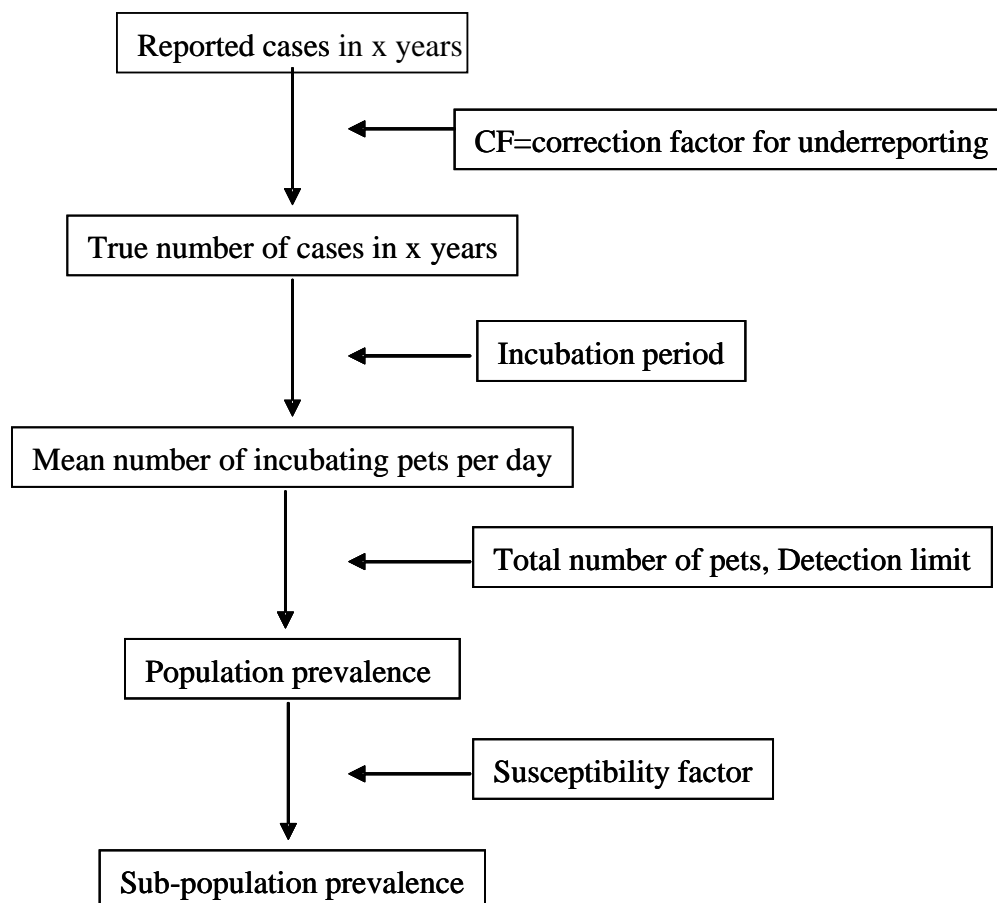 Reported cases in x years
CF=correction factor for underreporting
True number of cases in x years
Incubation period
Mean number of incubating pets per day
Total number of pets, Detection limit
Population prevalence
Susceptibility factor
Sub-population prevalence